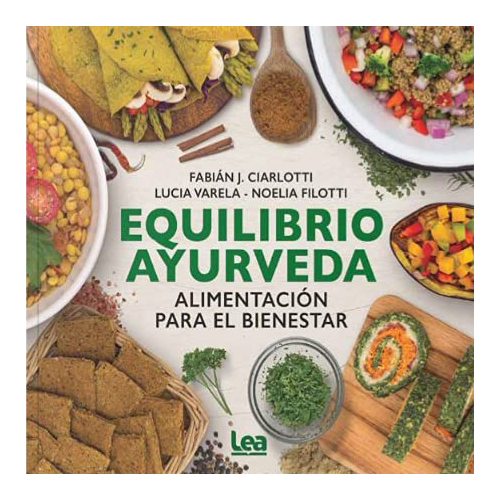 FABIÁN J. CIARLOTTI
LUCIA VARELA - NOELIA FILOTTI
EQUILIBRIO
AYURVEDA
ALIMENTACIÓN
PARA EL BIENESTAR
Lea